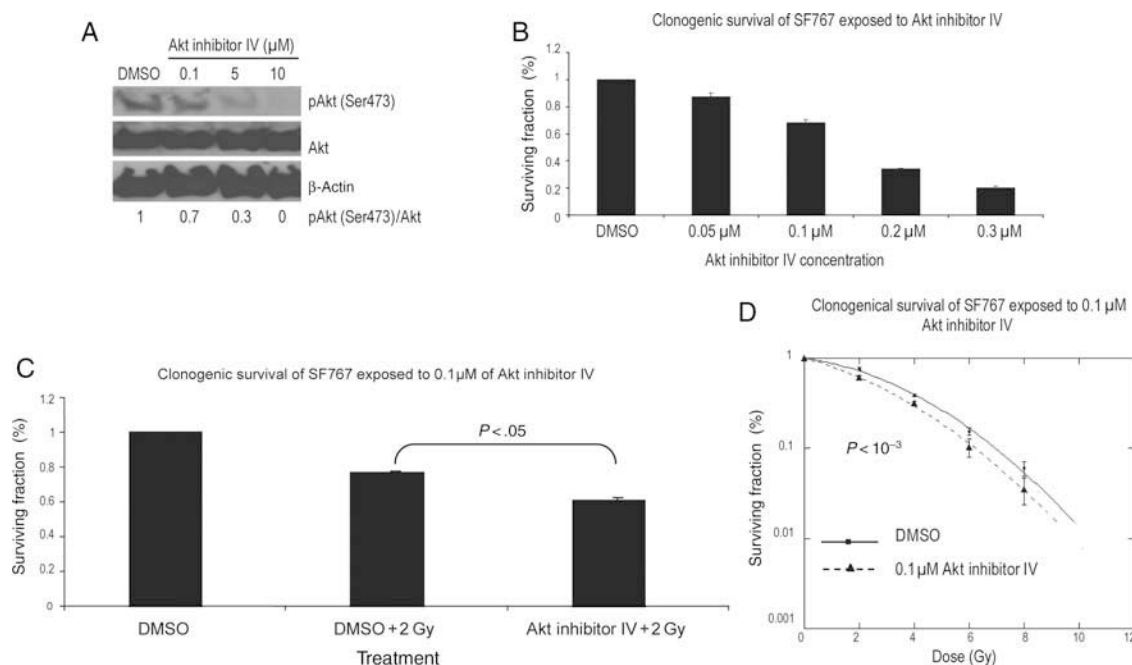 A
Akt inhibitor IV (µM)
DMSO 0.1 5 10
pAkt (Ser473)
Akt
β-Actin
1 0.7 0.3 0 pAkt (Ser473)/Akt
B
Clonogenic survival of SF767 exposed to Akt inhibitor IV
Surviving fraction (%)
1.2
1
0.8
0.6
0.4
0.2
0
DMSO 0.05 µM 0.1 µM 0.2 µM 0.3 µM
Akt inhibitor IV concentration
C
Clonogenic survival of SF767 exposed to 0.1µM of Akt inhibitor IV
Surviving fraction (%)
1.2
1
0.8
0.6
0.4
0.2
0
P < .05
DMSO DMSO + 2 Gy Akt inhibitor IV + 2 Gy
Treatment
D
Clonogenical survival of SF767 exposed to 0.1 µM
Akt inhibitor IV
Surviving fraction (%)
1
0.1
0.01
0.001
P < 10⁻³
DMSO
0.1µM Akt inhibitor IV
0 2 4 6 8 10 12
Dose (Gy)